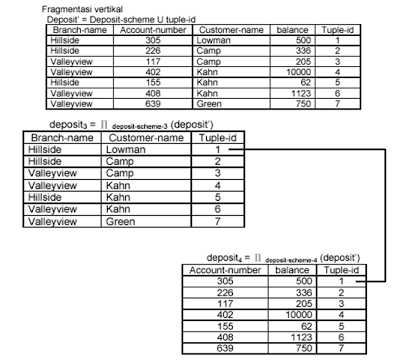 Fragmentasi vertikal
Deposit' = Deposit-scheme U tuple-id
Branch-name Account-number Customer-name balance Tuple-id
Hillside 305 Lowman 500 1
Hillside 226 Camp 336 2
Valleyview 117 Camp 205 3
Valleyview 402 Kahn 10000 4
Hillside 155 Kahn 62 5
Valleyview 408 Kahn 1123 6
Valleyview 639 Green 750 7
deposit₃ = ∏ deposit-scheme-3 (deposit')
Branch-name Customer-name Tuple-id
Hillside Lowman 1
Hillside Camp 2
Valleyview Camp 3
Valleyview Kahn 4
Hillside Kahn 5
Valleyview Kahn 6
Valleyview Green 7
deposit₄ = ∏ deposit-scheme-4 (deposit')
Account-number balance Tuple-id
305 500 1
226 336 2
117 205 3
402 10000 4
155 62 5
408 1123 6
639 750 7